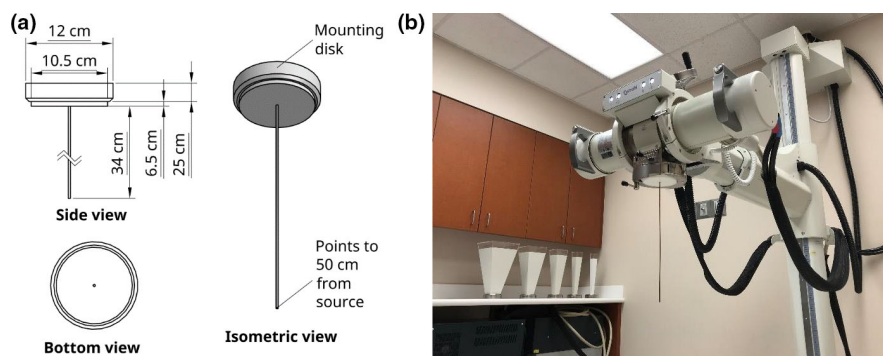 (a)
12 cm
10.5 cm
34 cm
6.5 cm
25 cm
Side view
Bottom view
Mounting
disk
Points to
50 cm
from
source
Isometric view
(b)